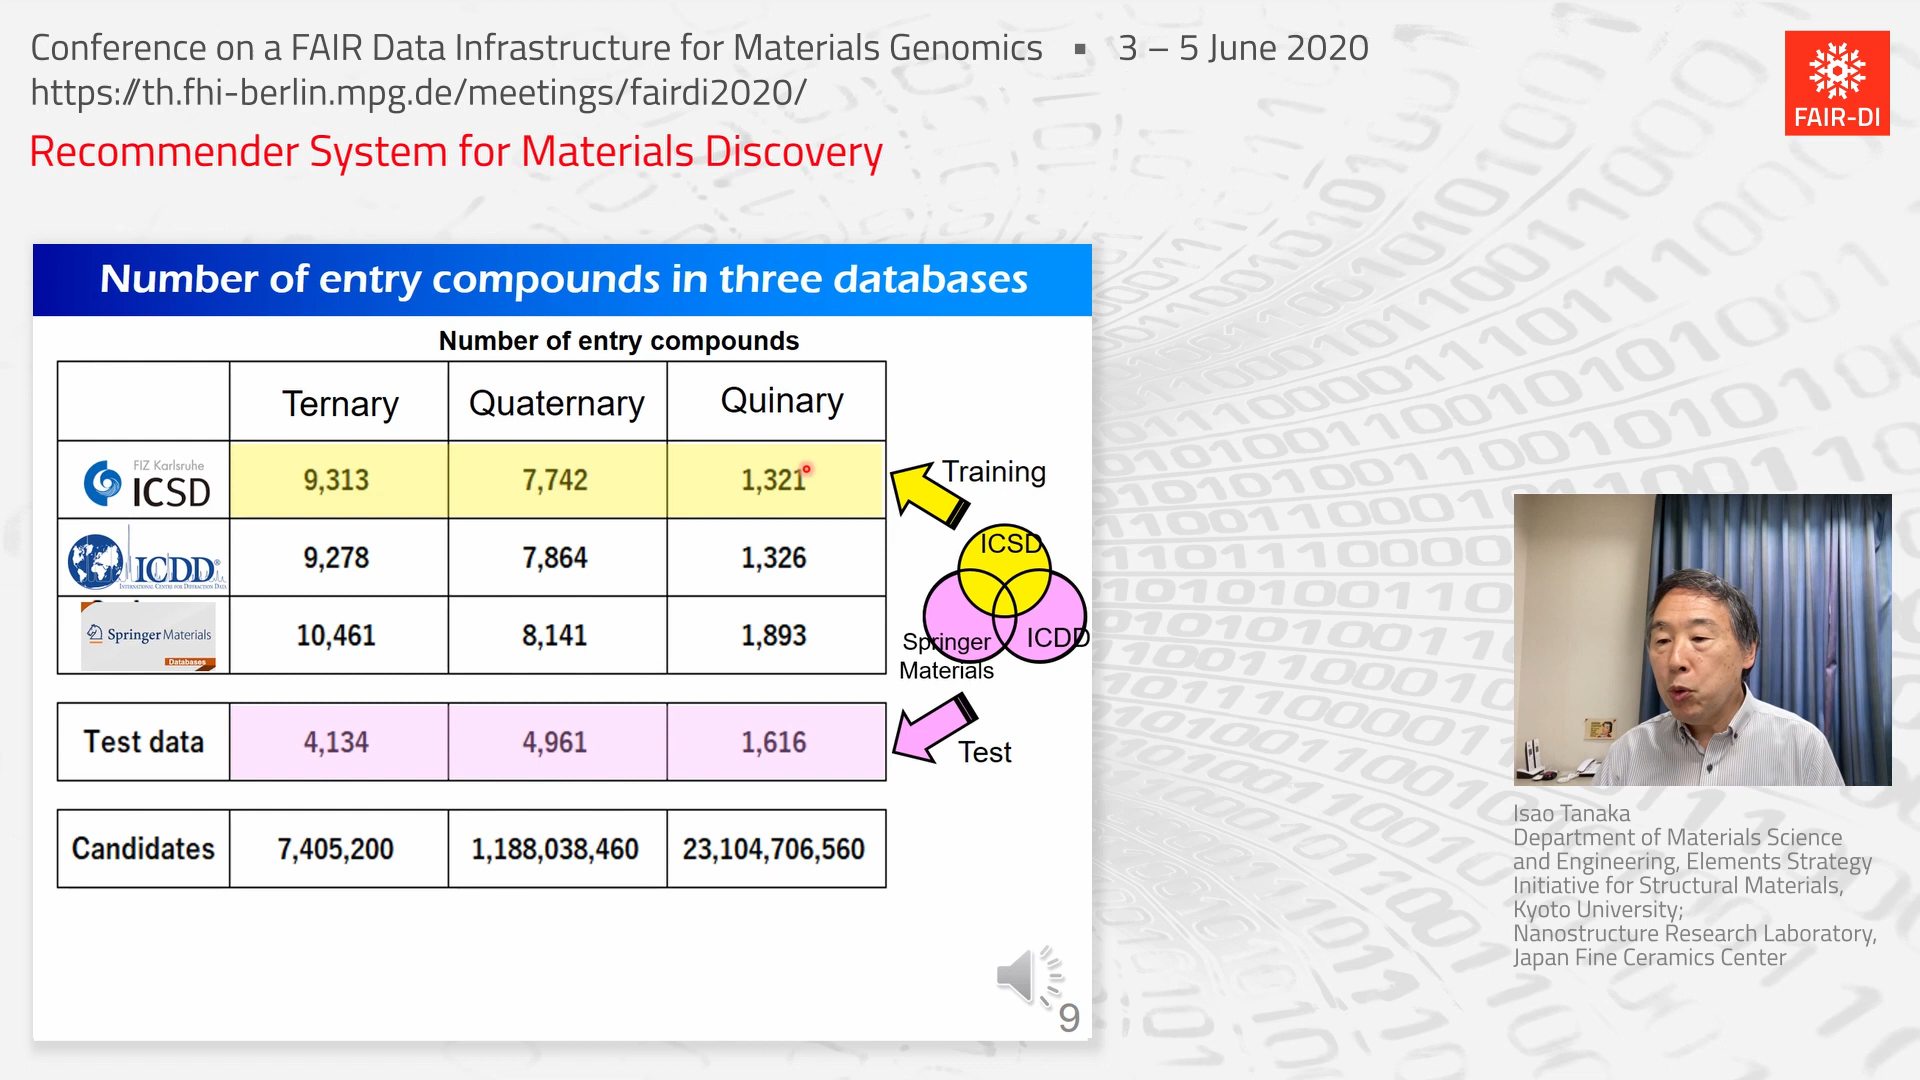 Conference on a FAIR Data Infrastructure for Materials Genomics ▪ 3 – 5 June 2020
https://th.fhi-berlin.mpg.de/meetings/fairdi2020/
FAIR-DI
Recommender System for Materials Discovery
Number of entry compounds in three databases
Number of entry compounds
Ternary Quaternary Quinary
FIZ Karlsruhe
ICSD 9,313 7,742 1,321
ICDD® 9,278 7,864 1,326
INTERNATIONAL CENTRE FOR DIFFRACTION DATA
Springer Materials 10,461 8,141 1,893
Databases
Training
ICSD
Springer
Materials
ICDD
Test
Test data 4,134 4,961 1,616
Candidates 7,405,200 1,188,038,460 23,104,706,560
9
Isao Tanaka
Department of Materials Science
and Engineering, Elements Strategy
Initiative for Structural Materials,
Kyoto University;
Nanostructure Research Laboratory,
Japan Fine Ceramics Center